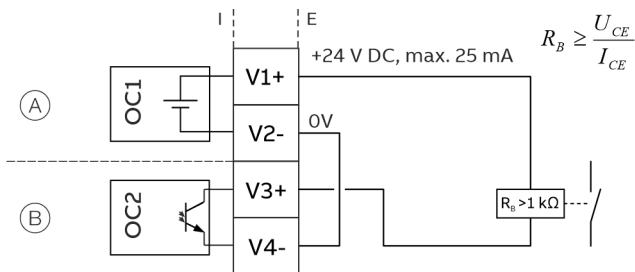 I E
R_B ≥ U_CE / I_CE
+24 V DC, max. 25 mA
A
OC1
V1+
V2-
0V
B
OC2
V3+
V4-
R_B >1 kΩ